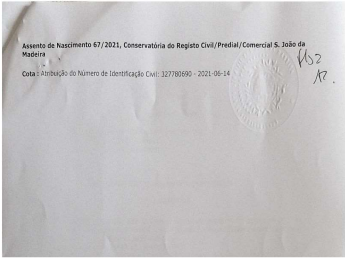 Assento de Nascimento 67/2021, Conservatória do Registo Civil/Predial/Comercial S. João da
Madeira
Cota : Atribuição do Número de Identificação Civil: 327780690 - 2021-06-14